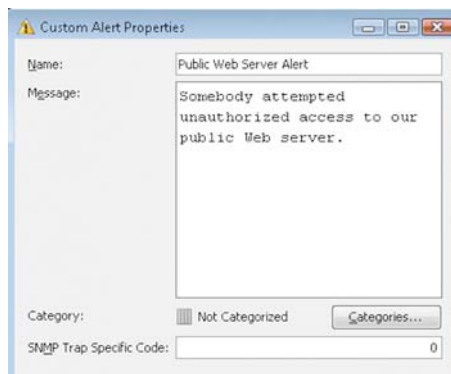 Custom Alert Properties
Name: Public Web Server Alert
Message: Somebody attempted
unauthorized access to our
public Web server.
Category: Not Categorized Categories...
SNMP Trap Specific Code: 0